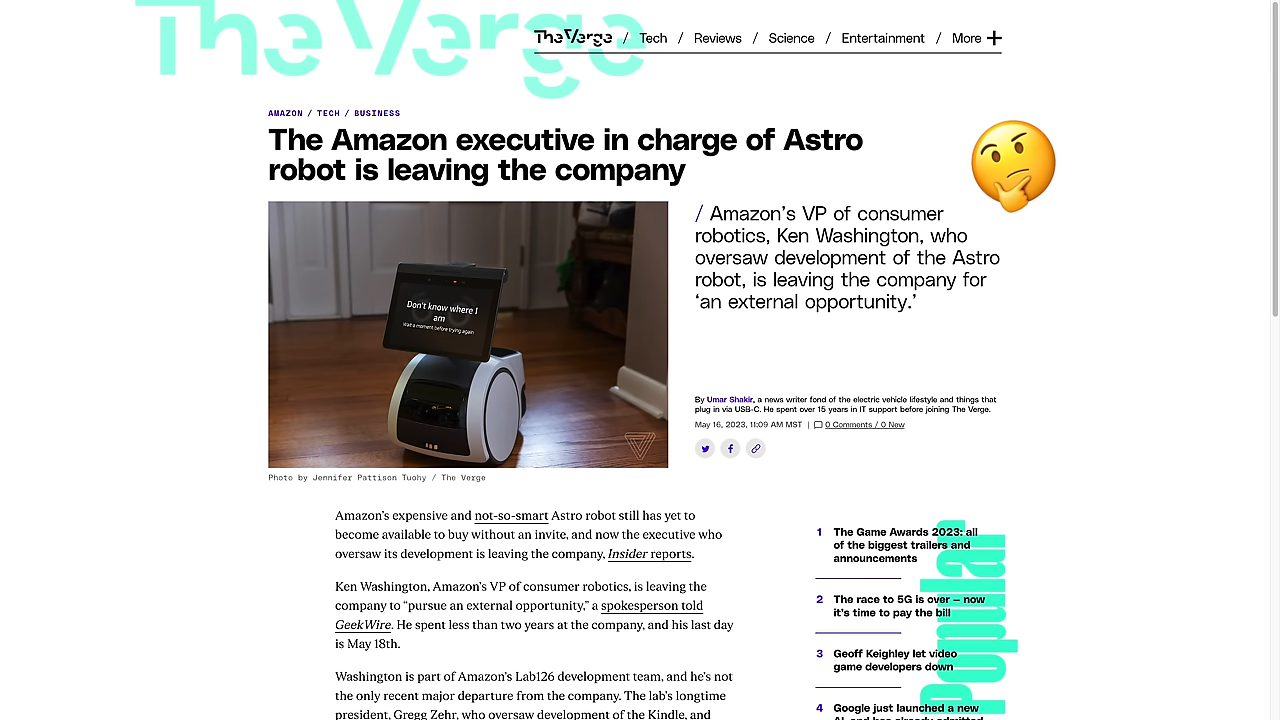 The Verge
The Verge / Tech / Reviews / Science / Entertainment / More +
AMAZON / TECH / BUSINESS
The Amazon executive in charge of Astro
robot is leaving the company
/ Amazon’s VP of consumer
robotics, Ken Washington, who
oversaw development of the Astro
robot, is leaving the company for
‘an external opportunity.’
Don't know where I
am
Wait a moment before trying again
By Umar Shakir, a news writer fond of the electric vehicle lifestyle and things that
plug in via USB-C. He spent over 15 years in IT support before joining The Verge.
May 16, 2023, 11:09 AM MST | 0 Comments / 0 New
Photo by Jennifer Pattison Tuohy / The Verge
Amazon’s expensive and not-so-smart Astro robot still has yet to
become available to buy without an invite, and now the executive who
oversaw its development is leaving the company, Insider reports.
Ken Washington, Amazon’s VP of consumer robotics, is leaving the
company to “pursue an external opportunity,” a spokesperson told
GeekWire. He spent less than two years at the company, and his last day
is May 18th.
Washington is part of Amazon’s Lab126 development team, and he’s not
the only recent major departure from the company. The lab’s longtime
president, Gregg Zehr, who oversaw development of the Kindle, and
Popular
1 The Game Awards 2023: all
of the biggest trailers and
announcements
2 The race to 5G is over — now
it’s time to pay the bill
3 Geoff Keighley let video
game developers down
4 Google just launched a new
AI, and has already admitted